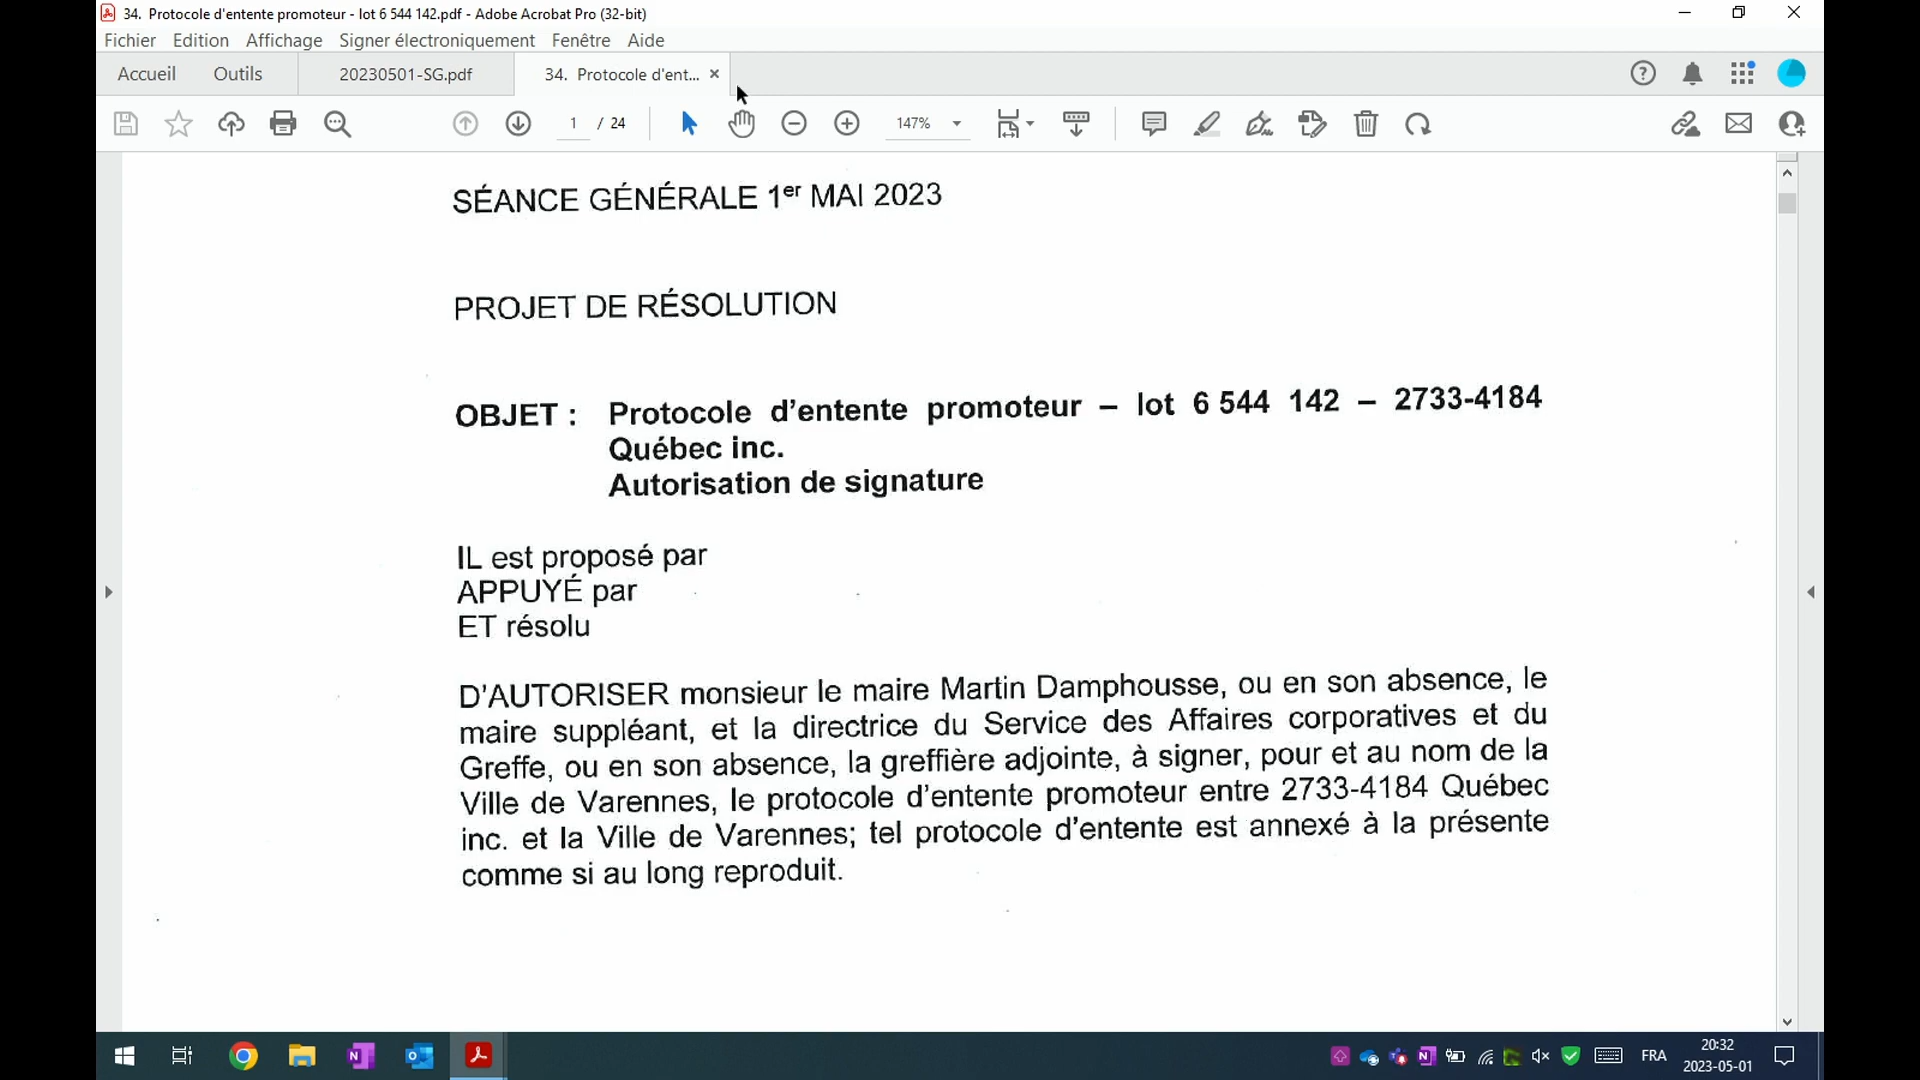 34. Protocole d'entente promoteur - lot 6 544 142.pdf - Adobe Acrobat Pro (32-bit)
Fichier Edition Affichage Signer électroniquement Fenêtre Aide
Accueil Outils 20230501-SG.pdf 34. Protocole d'ent... ×
1 / 24 147%
SÉANCE GÉNÉRALE 1er MAI 2023
PROJET DE RÉSOLUTION
OBJET : Protocole d'entente promoteur – lot 6 544 142 – 2733-4184
Québec inc.
Autorisation de signature
IL est proposé par
APPUYÉ par
ET résolu
D'AUTORISER monsieur le maire Martin Damphousse, ou en son absence, le
maire suppléant, et la directrice du Service des Affaires corporatives et du
Greffe, ou en son absence, la greffière adjointe, à signer, pour et au nom de la
Ville de Varennes, le protocole d'entente promoteur entre 2733-4184 Québec
inc. et la Ville de Varennes; tel protocole d'entente est annexé à la présente
comme si au long reproduit.
FRA
20:32
2023-05-01